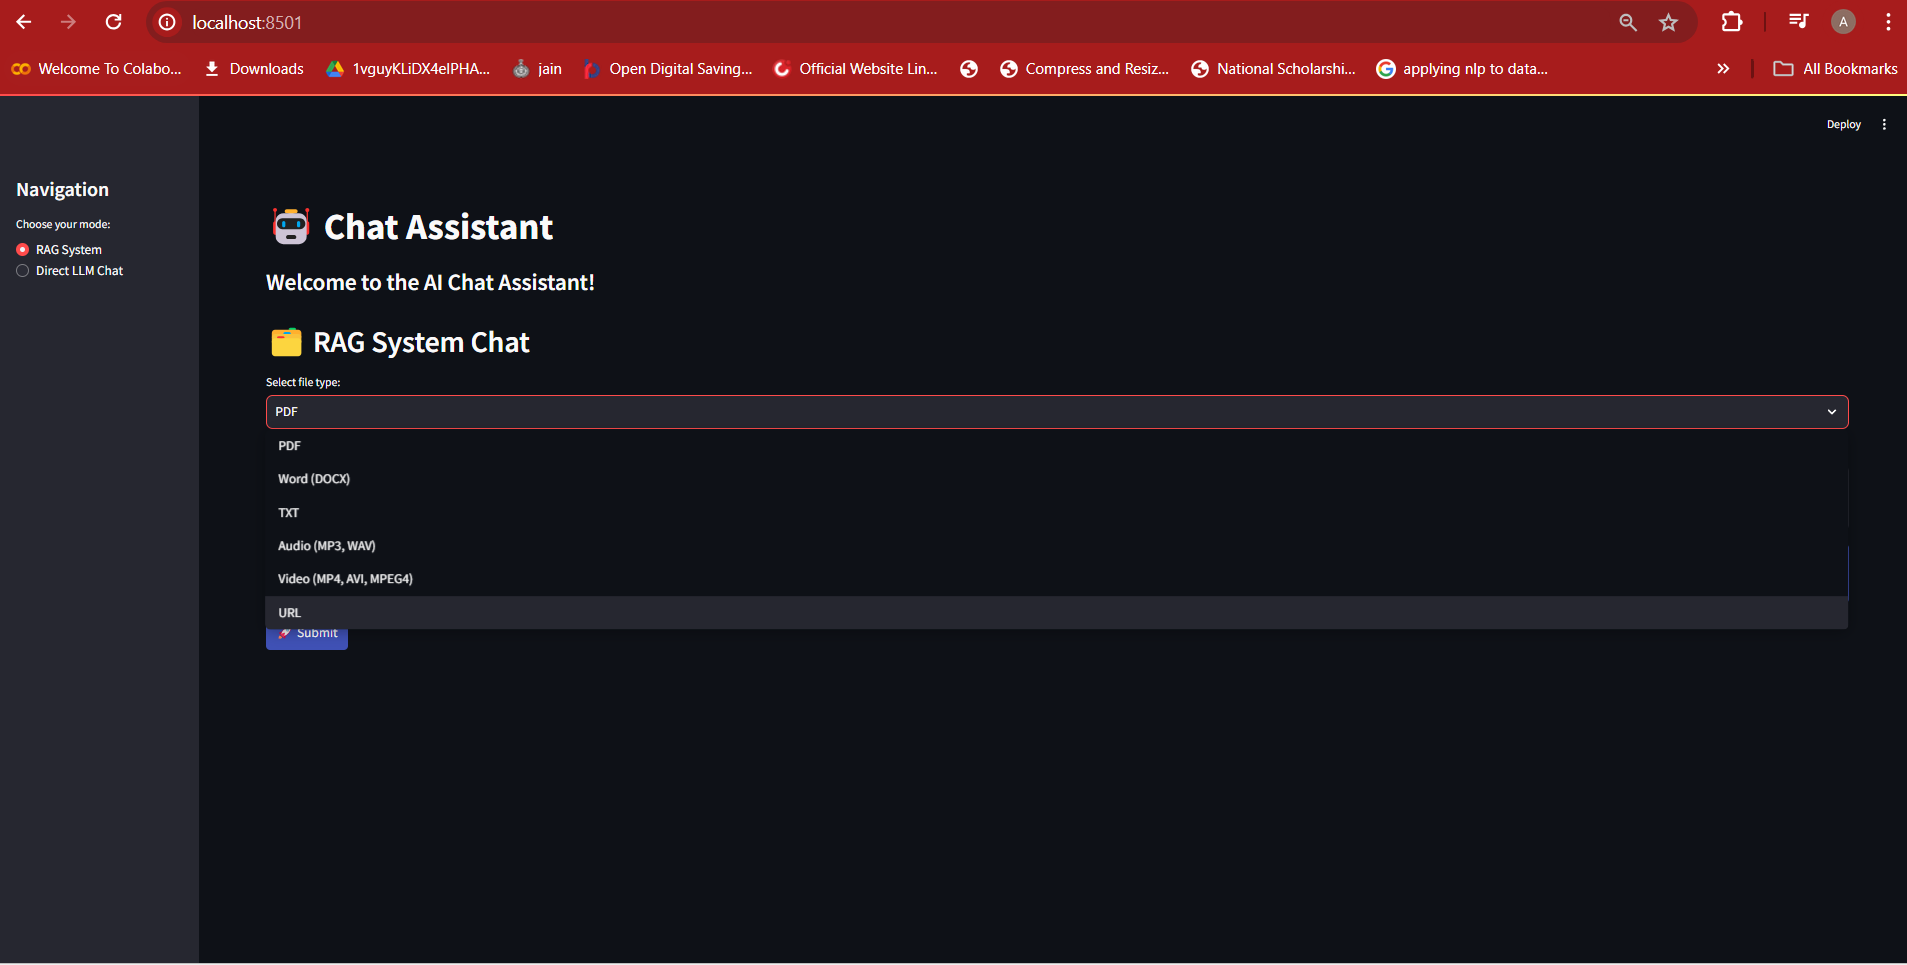 localhost:8501
A
Welcome To Colabo... Downloads 1vguyKLiDX4elPHA... jain Open Digital Saving... Official Website Lin... Compress and Resiz... National Scholarshi... applying nlp to data... All Bookmarks
Deploy
Navigation
Choose your mode:
RAG System
Direct LLM Chat
Chat Assistant
Welcome to the AI Chat Assistant!
RAG System Chat
Select file type:
PDF
PDF
Word (DOCX)
TXT
Audio (MP3, WAV)
Video (MP4, AVI, MPEG4)
URL
Submit